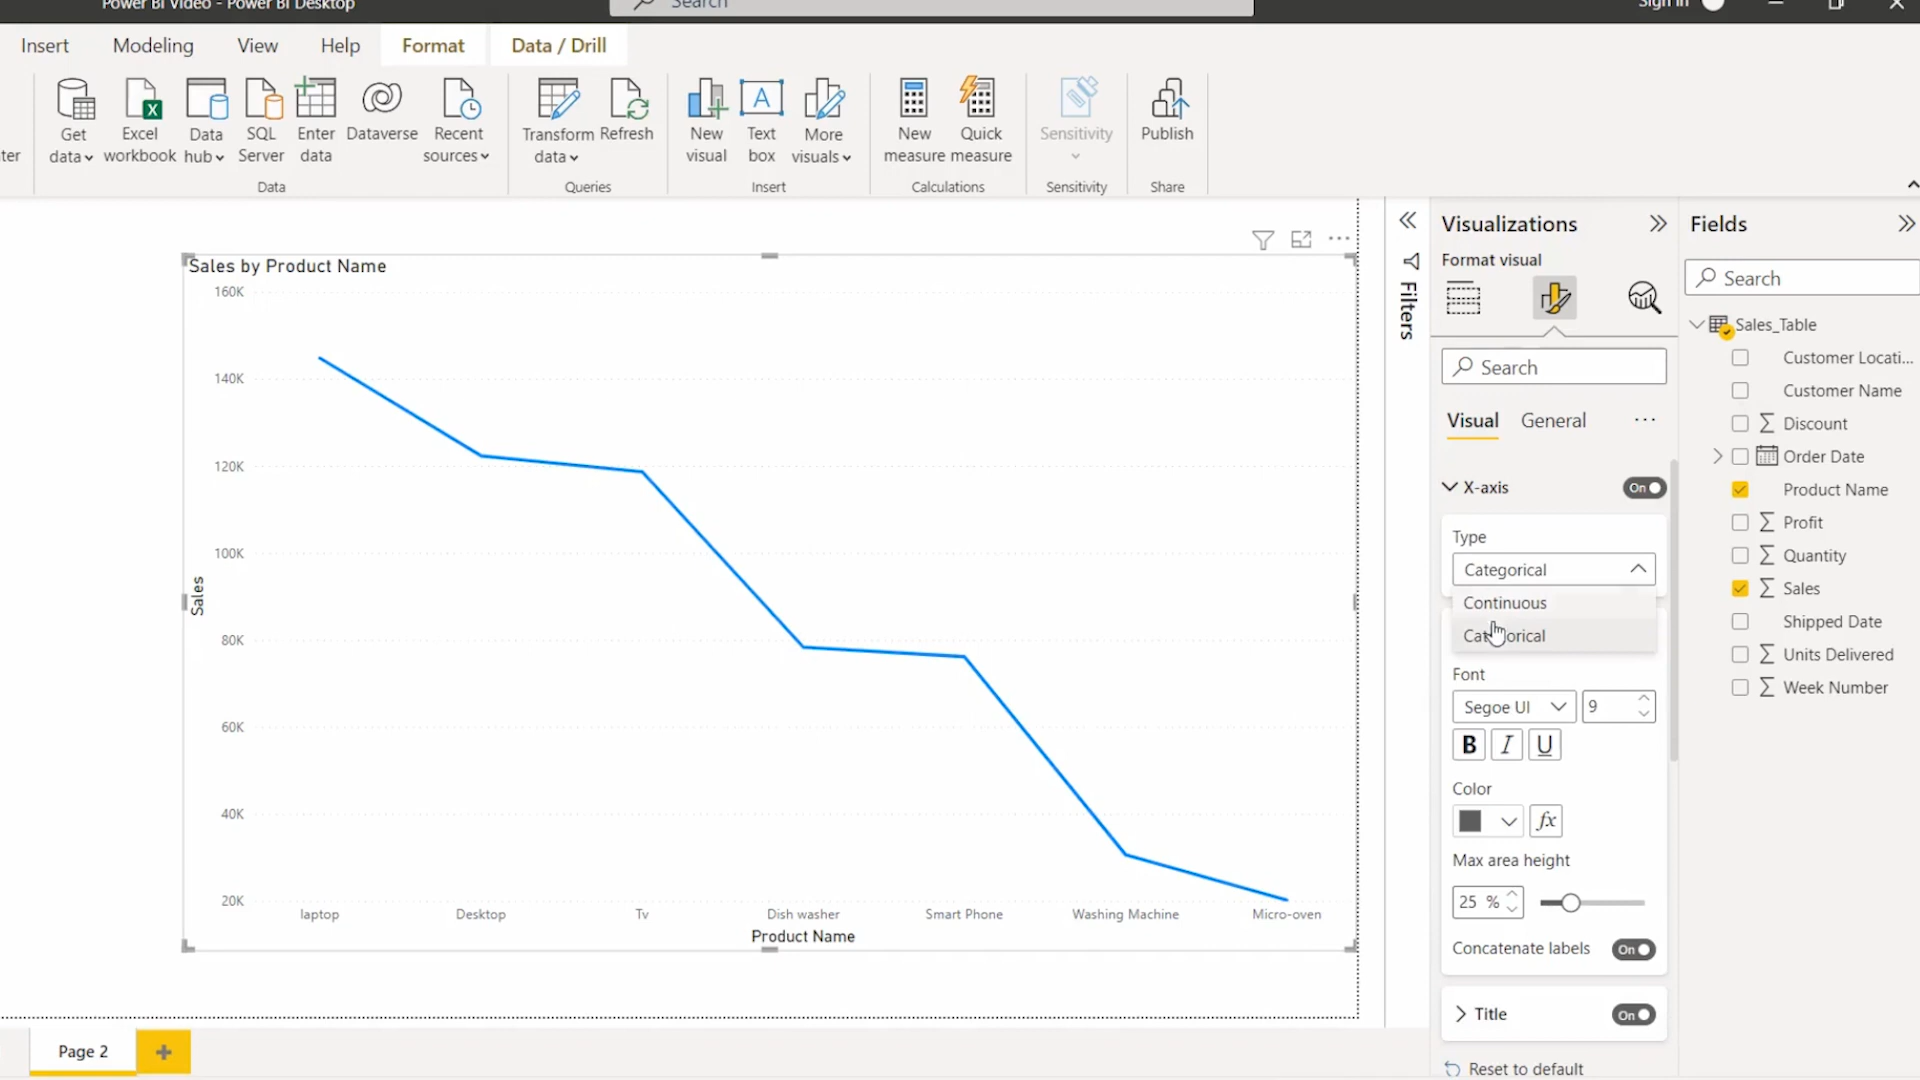 Power BI Video - Power BI Desktop
Search
Sign in
Insert
Modeling
View
Help
Format
Data / Drill
ter
Get data
Excel workbook
Data hub
SQL Server
Enter data
Dataverse
Recent sources
Transform data
Refresh
New visual
Text box
More visuals
New measure
Quick measure
Sensitivity
Publish
Data
Queries
Insert
Calculations
Sensitivity
Share
Sales by Product Name
160K
140K
120K
100K
80K
60K
40K
20K
Sales
laptop
Desktop
Tv
Dish washer
Smart Phone
Washing Machine
Micro-oven
Product Name
Page 2
Filters
Visualizations
Format visual
Search
Visual
General
X-axis
On
Type
Categorical
Continuous
Categorical
Font
Segoe UI
9
B
I
U
Color
fx
Max area height
25 %
Concatenate labels
On
Title
On
Reset to default
Fields
Search
Sales_Table
Customer Locati...
Customer Name
Discount
Order Date
Product Name
Profit
Quantity
Sales
Shipped Date
Units Delivered
Week Number